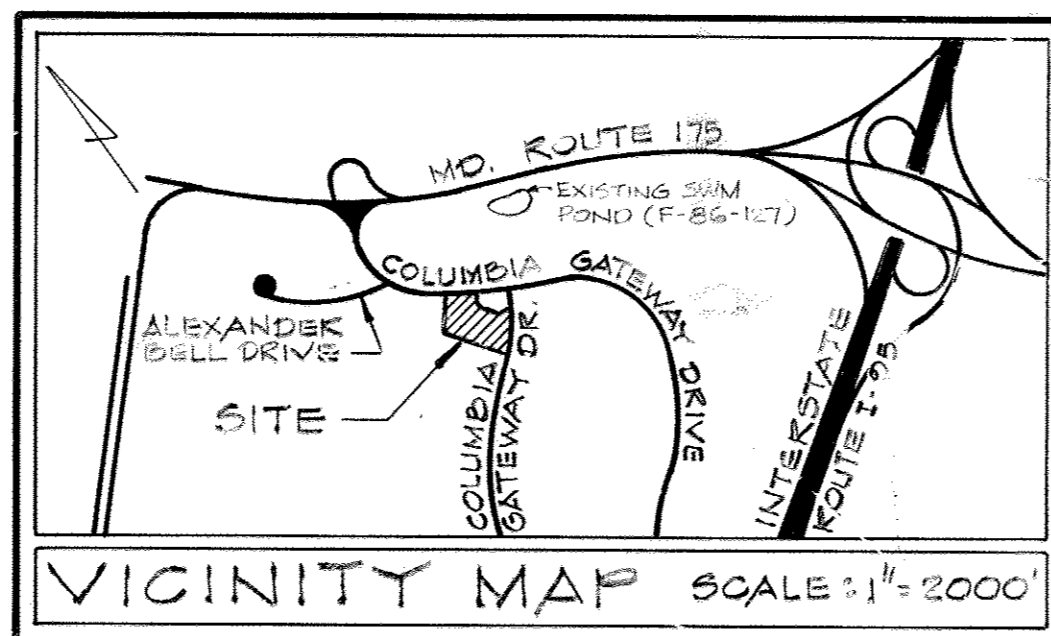 MD. ROUTE 175
EXISTING SWM
POND (F-86-127)
COLUMBIA GATEWAY DRIVE
ALEXANDER
BELL DRIVE
SITE
COLUMBIA
GATEWAY DR.
INTERSTATE
ROUTE I-95
VICINITY MAP SCALE: 1"=2000'